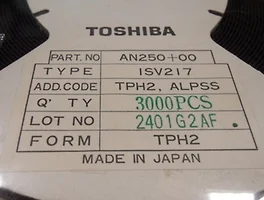 TOSHIBA
PART. NO AN250+00
TYPE ISV217
ADD.CODE TPH2, ALPSS
Q' TY 3000PCS
LOT NO 2401G2AF.
FORM TPH2
MADE IN JAPAN